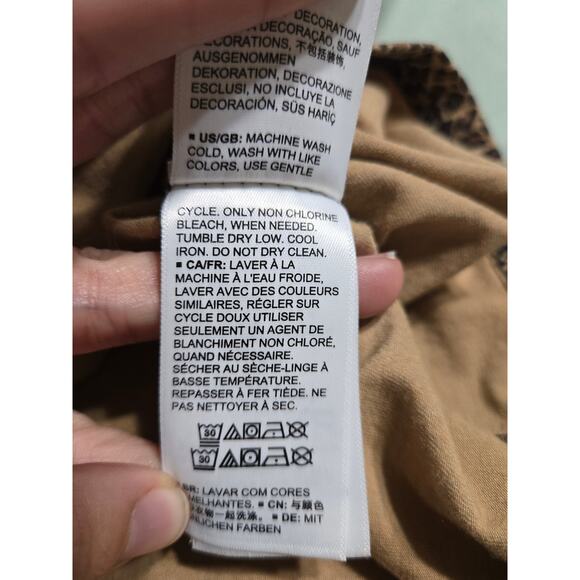 DECORATION,
DECORAÇÃO, SAUF
DECORATIONS, 不包括装饰
AUSGENOMMEN
DEKORATION, DECORAZIONE
ESCLUSI, NO INCLUYE LA
DECORACIÓN, SÜS HARİÇ
■ US/GB: MACHINE WASH
COLD, WASH WITH LIKE
COLORS, USE GENTLE
CYCLE. ONLY NON CHLORINE
BLEACH, WHEN NEEDED.
TUMBLE DRY LOW. COOL
IRON. DO NOT DRY CLEAN.
■ CA/FR: LAVER À LA
MACHINE À L'EAU FROIDE,
LAVER AVEC DES COULEURS
SIMILAIRES, RÉGLER SUR
CYCLE DOUX UTILISER
SEULEMENT UN AGENT DE
BLANCHIMENT NON CHLORÉ,
QUAND NÉCESSAIRE.
SÉCHER AU SÈCHE-LINGE À
BASSE TEMPÉRATURE.
REPASSER À FER TIÈDE. NE
PAS NETTOYER À SEC.
30
30
BR: LAVAR COM CORES
MELHANTES. ■ CN: 与颜色
衣物一起洗涤. ■ DE: MIT
NLICHEN FARBEN